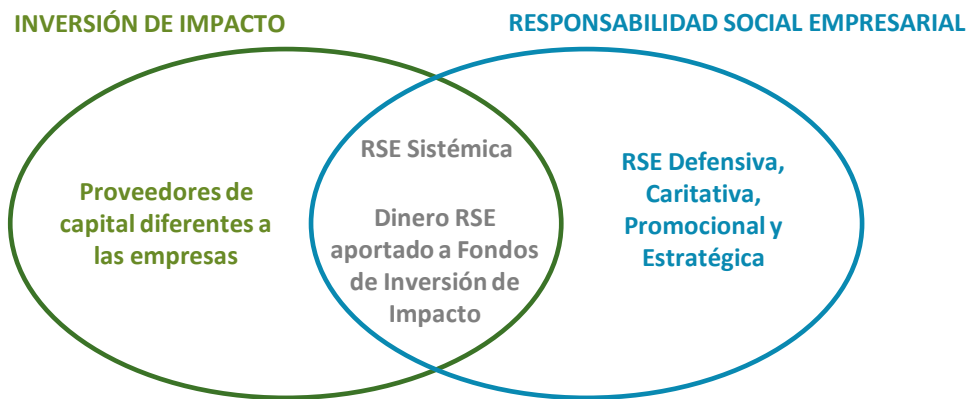 INVERSIÓN DE IMPACTO
RESPONSABILIDAD SOCIAL EMPRESARIAL
Proveedores de
capital diferentes a
las empresas
RSE Sistémica
Dinero RSE
aportado a Fondos
de Inversión de
Impacto
RSE Defensiva,
Caritativa,
Promocional y
Estratégica